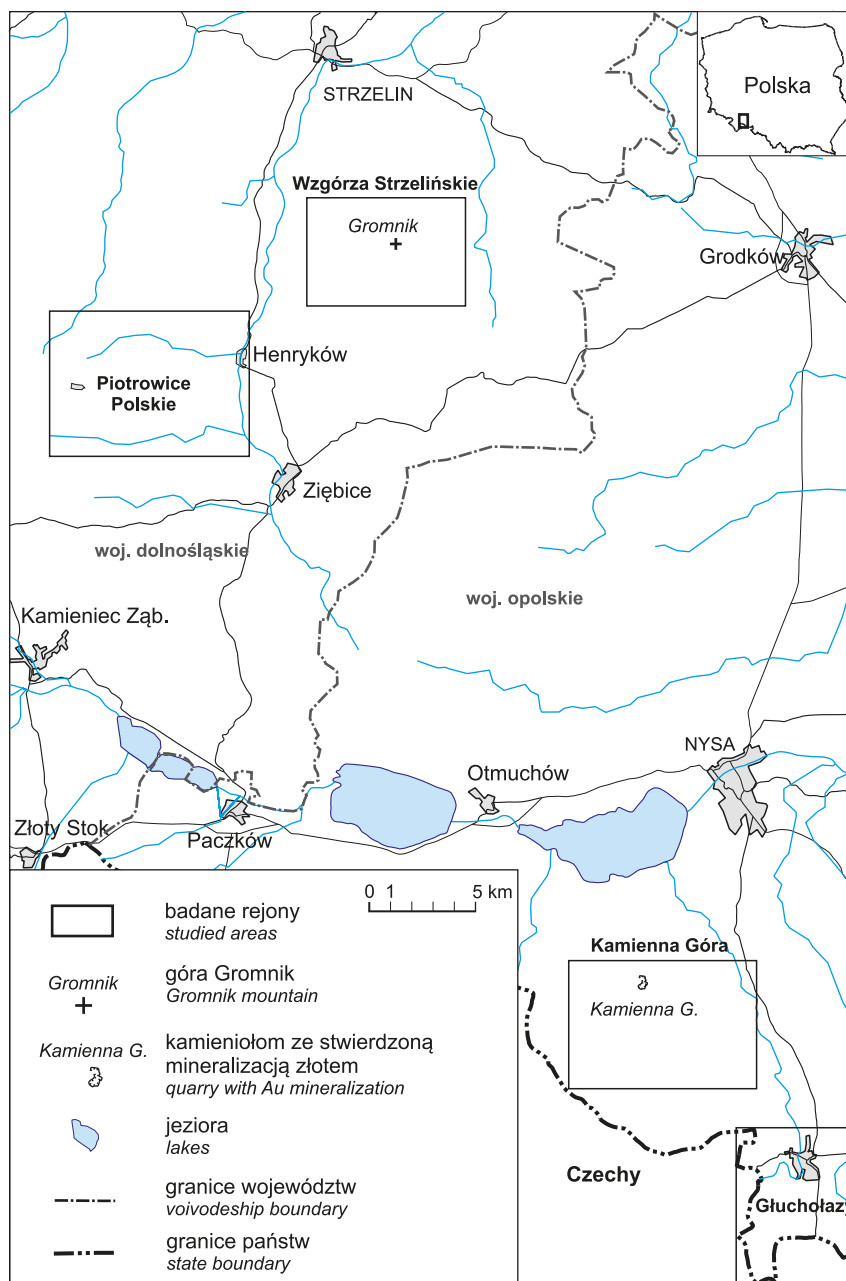 STRZELIN
Polska
Wzgórza Strzelińskie
Gromnik
Grodków
Henryków
Piotrowice
Polskie
Ziębice
woj. dolnośląskie
woj. opolskie
Kamieniec Ząb.
NYSA
Otmuchów
Złoty Stok
Paczków
0 1 5 km
badane rejony
studied areas
Gromnik
góra Gromnik
Gromnik mountain
Kamienna G.
kamieniołom ze stwierdzoną
mineralizacją złotem
quarry with Au mineralization
jeziora
lakes
granice województw
voivodeship boundary
granice państw
state boundary
Kamienna Góra
Kamienna G.
Czechy
Głuchołazy